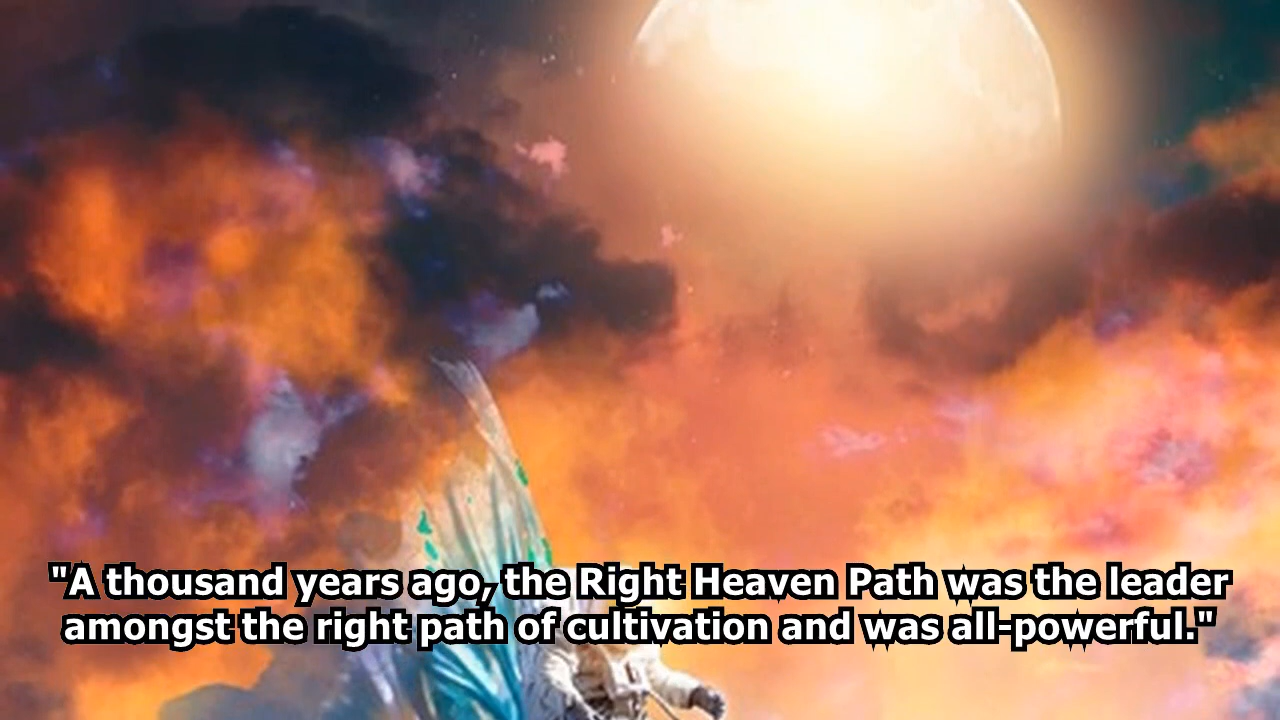 "A thousand years ago, the Right Heaven Path was the leader
amongst the right path of cultivation and was all-powerful."